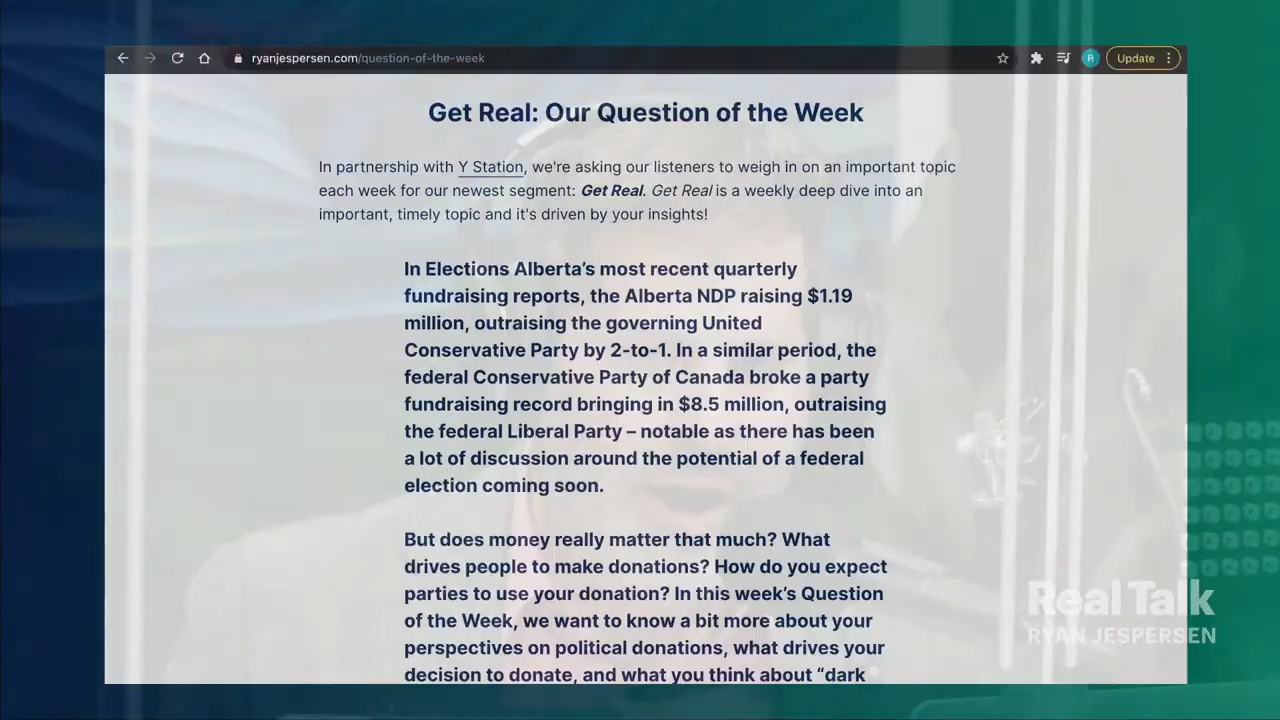 ryanjespersen.com/question-of-the-week
R
Update
Get Real: Our Question of the Week
In partnership with Y Station, we're asking our listeners to weigh in on an important topic
each week for our newest segment: Get Real. Get Real is a weekly deep dive into an
important, timely topic and it's driven by your insights!
In Elections Alberta’s most recent quarterly
fundraising reports, the Alberta NDP raising $1.19
million, outraising the governing United
Conservative Party by 2-to-1. In a similar period, the
federal Conservative Party of Canada broke a party
fundraising record bringing in $8.5 million, outraising
the federal Liberal Party – notable as there has been
a lot of discussion around the potential of a federal
election coming soon.
But does money really matter that much? What
drives people to make donations? How do you expect
parties to use your donation? In this week’s Question
of the Week, we want to know a bit more about your
perspectives on political donations, what drives your
decision to donate, and what you think about “dark
Real Talk
RYAN JESPERSEN